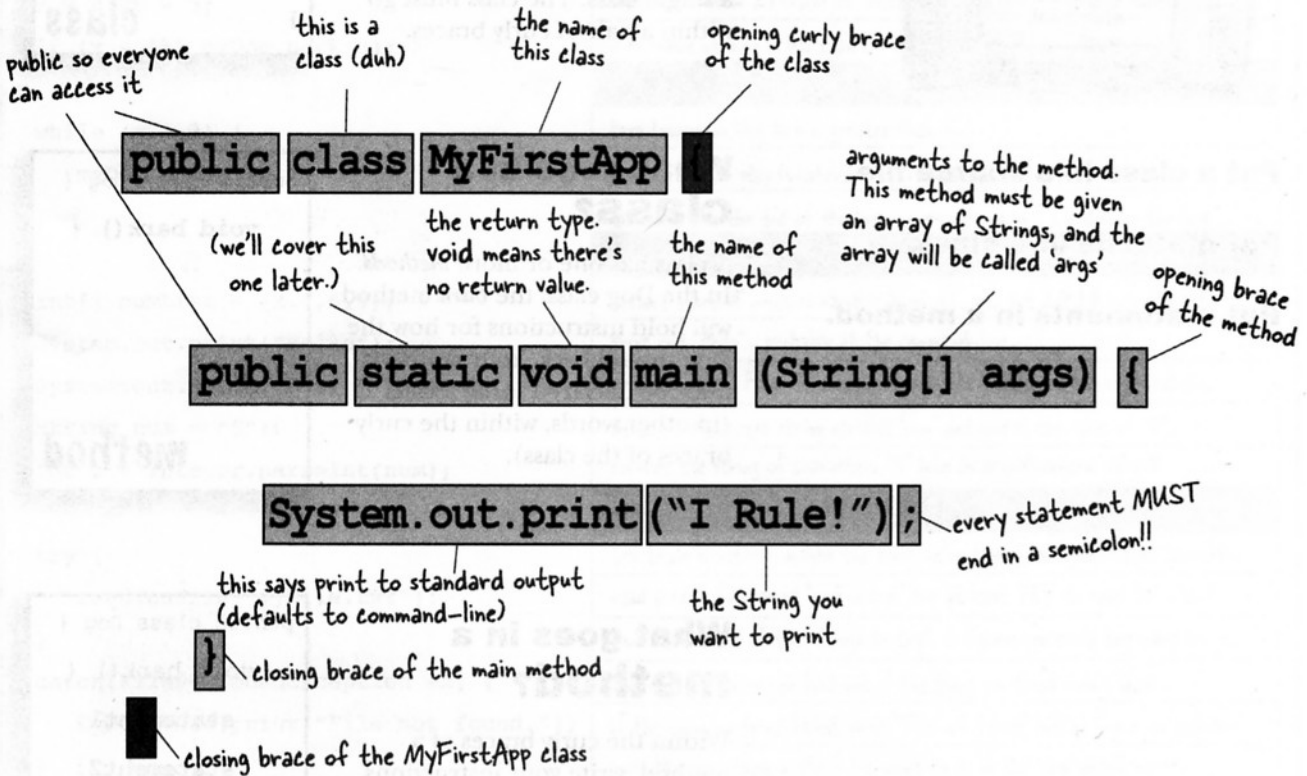 public so everyone
can access it
this is a
class (duh)
the name of
this class
opening curly brace
of the class
public class MyFirstApp {
(we'll cover this
one later.)
the return type.
void means there's
no return value.
the name of
the method
arguments to the method.
This method must be given
an array of Strings, and the
array will be called 'args'
opening brace
of the method
public static void main (String[] args) {
System.out.print (“I Rule!”) ;
every statement MUST
end in a semicolon!!
this says print to standard output
(defaults to command-line)
the String you
want to print
}
closing brace of the main method
closing brace of the MyFirstApp class